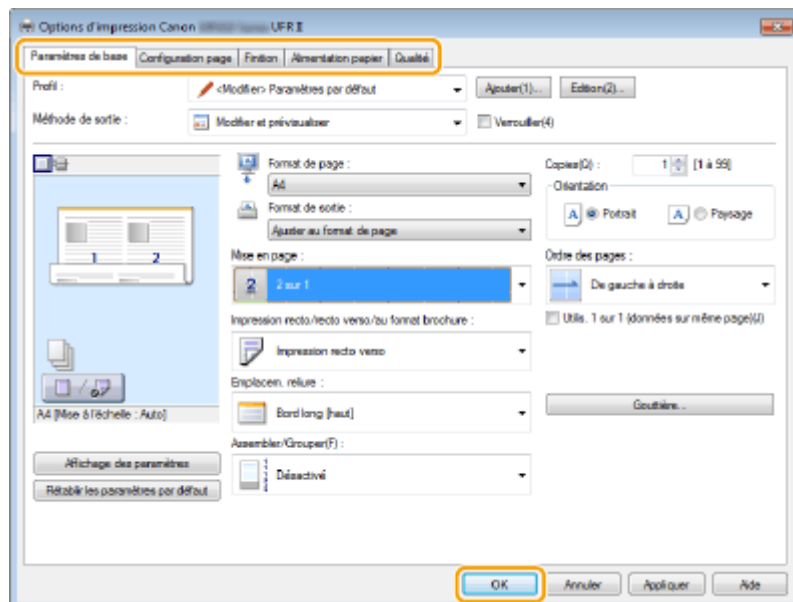 Options d'impression Canon UFR II
Paramètres de base Configuration page Finition Alimentation papier Qualité
Profil : <Modifier> Paramètres par défaut Ajouter(1)... Edition(2)...
Méthode de sortie : Modifier et prévisualiser Verrouiller(4)
Format de page : Copies(Q) : 1 [1 à 99]
A4 Orientation
Format de sortie : A Portrait A Paysage
Ajuster au format de page
1 2
Mise en page : Ordre des pages :
2 2 sur 1 De gauche à droite
Impression recto/recto verso/au format brochure : Utilis. 1 sur 1 (données sur même page)(J)
Impression recto verso
Emplacem. reliure :
A4 [Mise à l'échelle : Auto] Bord long [haut] Gouttière...
Assembler/Grouper(F) :
Affichage des paramètres
Désactivé
Rétablir les paramètres par défaut
OK Annuler Appliquer Aide